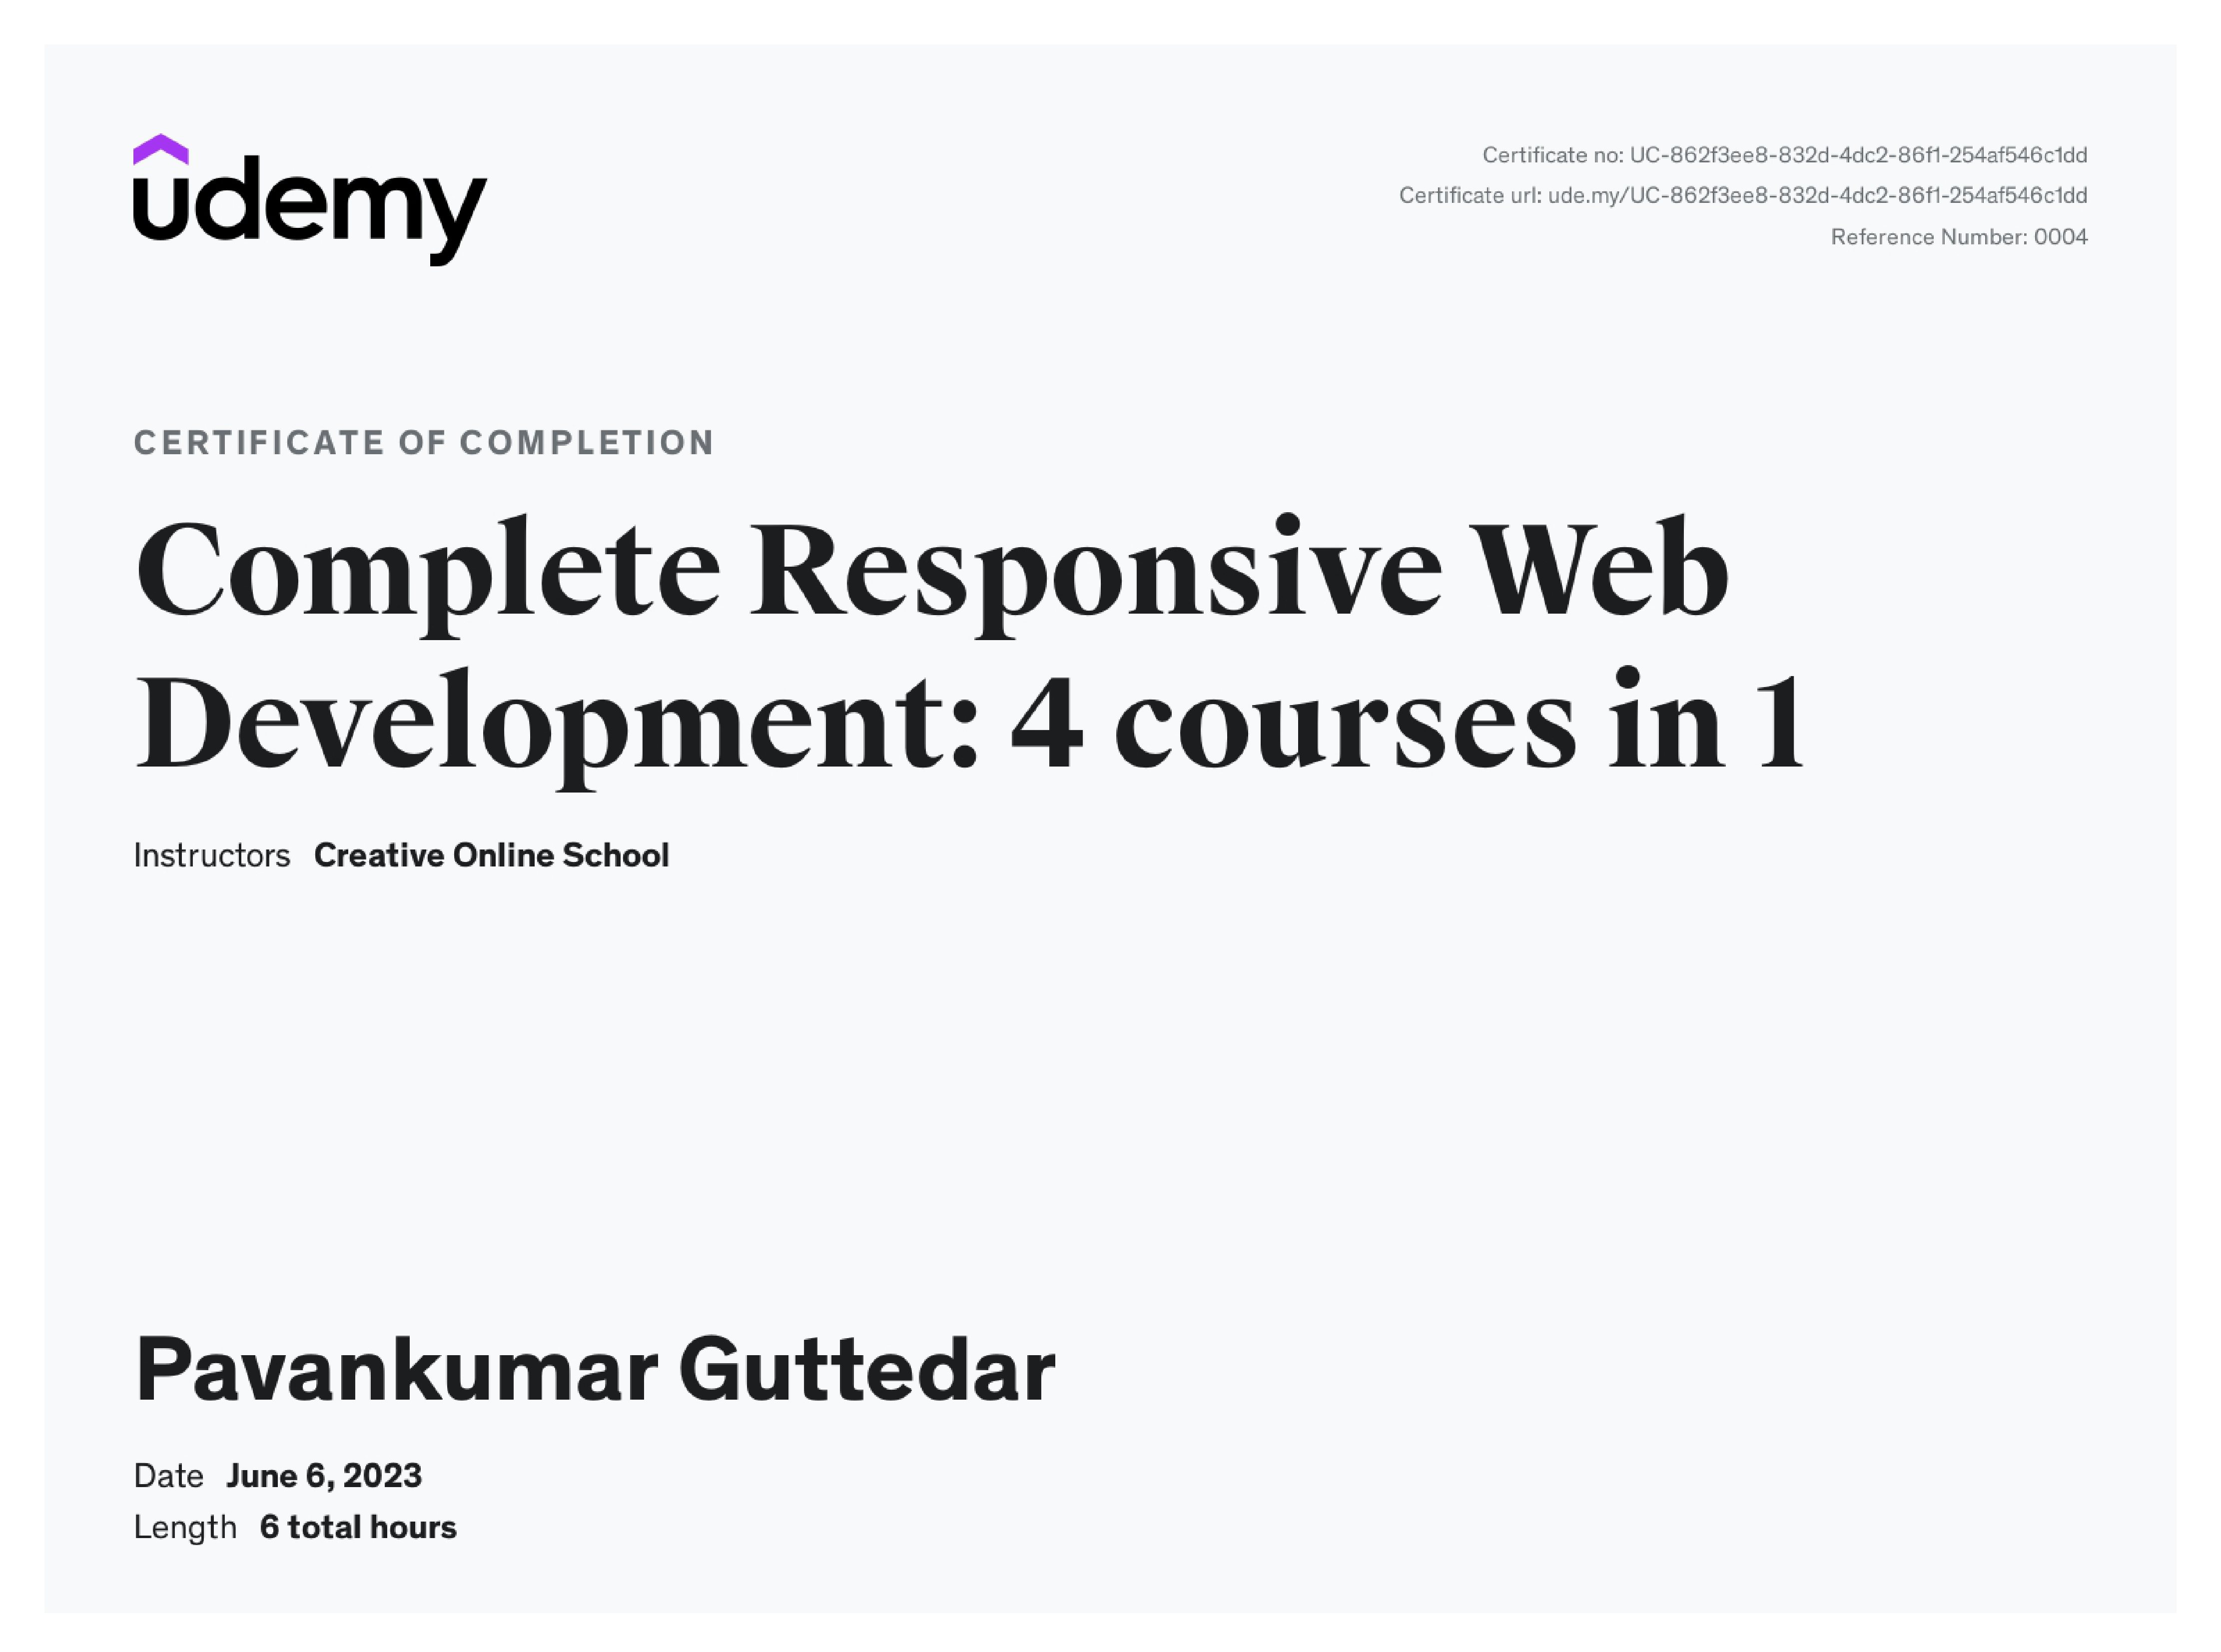 udemy
Certificate no: UC-862f3ee8-832d-4dc2-86f1-254af546c1dd
Certificate url: ude.my/UC-862f3ee8-832d-4dc2-86f1-254af546c1dd
Reference Number: 0004
CERTIFICATE OF COMPLETION
Complete Responsive Web
Development: 4 courses in 1
Instructors Creative Online School
Pavankumar Guttedar
Date June 6, 2023
Length 6 total hours